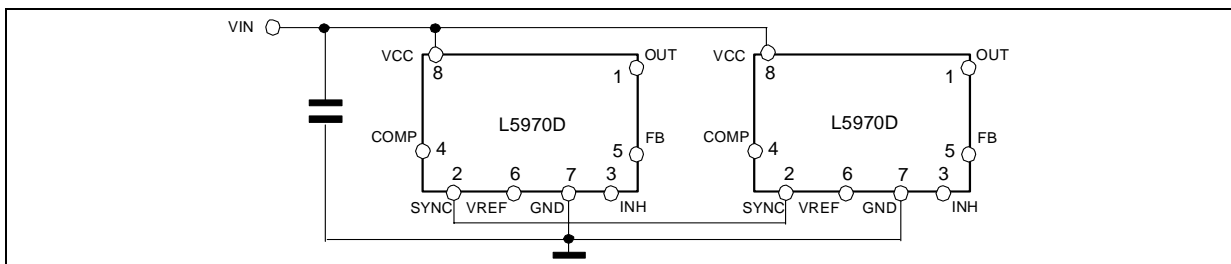 VIN
VCC
8
OUT
1
L5970D
COMP
4
FB
5
2
6
7
3
SYNC
VREF
GND
INH
VCC
8
OUT
1
L5970D
COMP
4
FB
5
2
6
7
3
SYNC
VREF
GND
INH